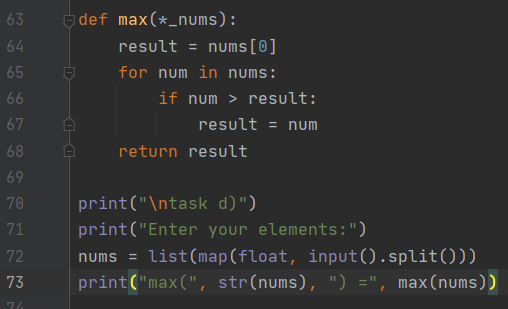 63 def max(*_nums):
64     result = nums[0]
65     for num in nums:
66         if num > result:
67             result = num
68     return result
69
70 print("\ntask d)")
71 print("Enter your elements:")
72 nums = list(map(float, input().split()))
73 print("max(", str(nums), ") =", max(nums))
74